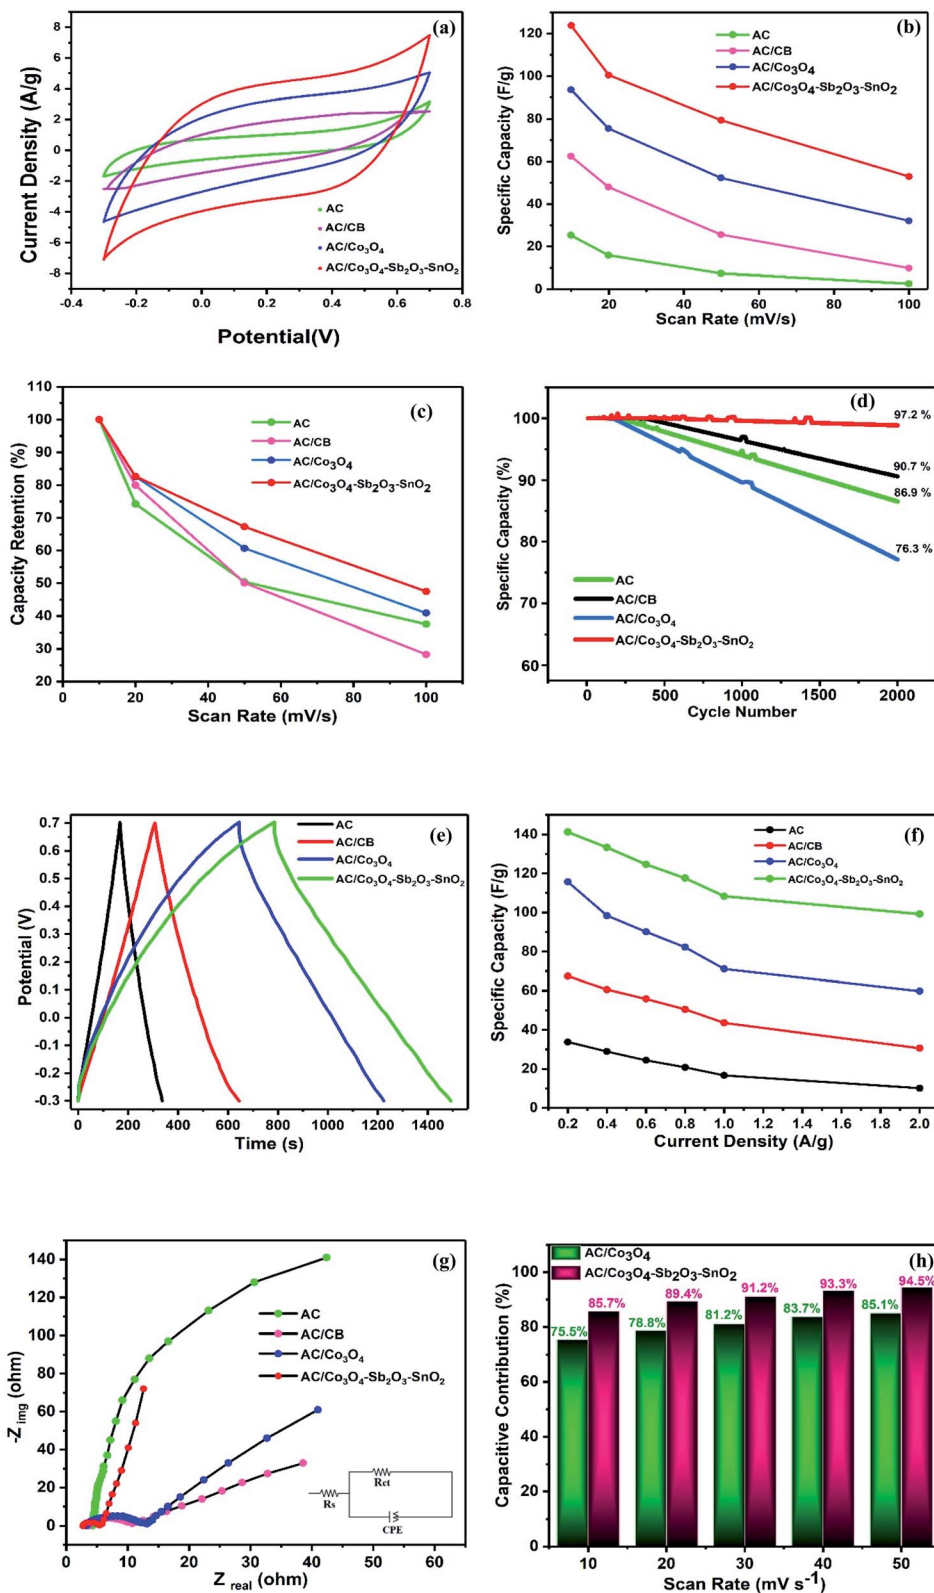 (a)
8
6
4
2
0
-2
-4
-6
-8
Current Density (A/g)
AC
AC/CB
AC/Co₃O₄
AC/Co₃O₄-Sb₂O₃-SnO₂
-0.4 -0.2 0.0 0.2 0.4 0.6 0.8
Potential(V)
(b)
120
100
80
60
40
20
0
Specific Capacity (F/g)
AC
AC/CB
AC/Co₃O₄
AC/Co₃O₄-Sb₂O₃-SnO₂
20 40 60 80 100
Scan Rate (mV/s)
(c)
110
100
90
80
70
60
50
40
30
20
Capacity Retention (%)
AC
AC/CB
AC/Co₃O₄
AC/Co₃O₄-Sb₂O₃-SnO₂
0 20 40 60 80 100
Scan Rate (mV/s)
(d)
100
90
80
70
60
Specific Capacity (%)
97.2 %
90.7 %
86.9 %
76.3 %
AC
AC/CB
AC/Co₃O₄
AC/Co₃O₄-Sb₂O₃-SnO₂
0 500 1000 1500 2000
Cycle Number
(e)
0.7
0.6
0.4
0.2
0.0
-0.1
-0.3
Potential (V)
AC
AC/CB
AC/Co₃O₄
AC/Co₃O₄-Sb₂O₃-SnO₂
0 200 400 600 800 1000 1200 1400
Time (s)
(f)
140
120
100
80
60
40
20
0
Specific Capacity (F/g)
AC
AC/CB
AC/Co₃O₄
AC/Co₃O₄-Sb₂O₃-SnO₂
0.2 0.4 0.6 0.8 1.0 1.2 1.4 1.6 1.8 2.0
Current Density (A/g)
(g)
140
120
100
80
60
40
20
0
-Z img (ohm)
AC
AC/CB
AC/Co₃O₄
AC/Co₃O₄-Sb₂O₃-SnO₂
Rs
Rct
CPE
0 10 20 30 40 50 60
Z real (ohm)
(h)
100
80
60
40
20
0
Capacitive Contribution (%)
AC/Co₃O₄
AC/Co₃O₄-Sb₂O₃-SnO₂
75.5% 85.7% 78.8% 89.4% 81.2% 91.2% 83.7% 93.3% 85.1% 94.5%
10 20 30 40 50
Scan Rate (mV s⁻¹)